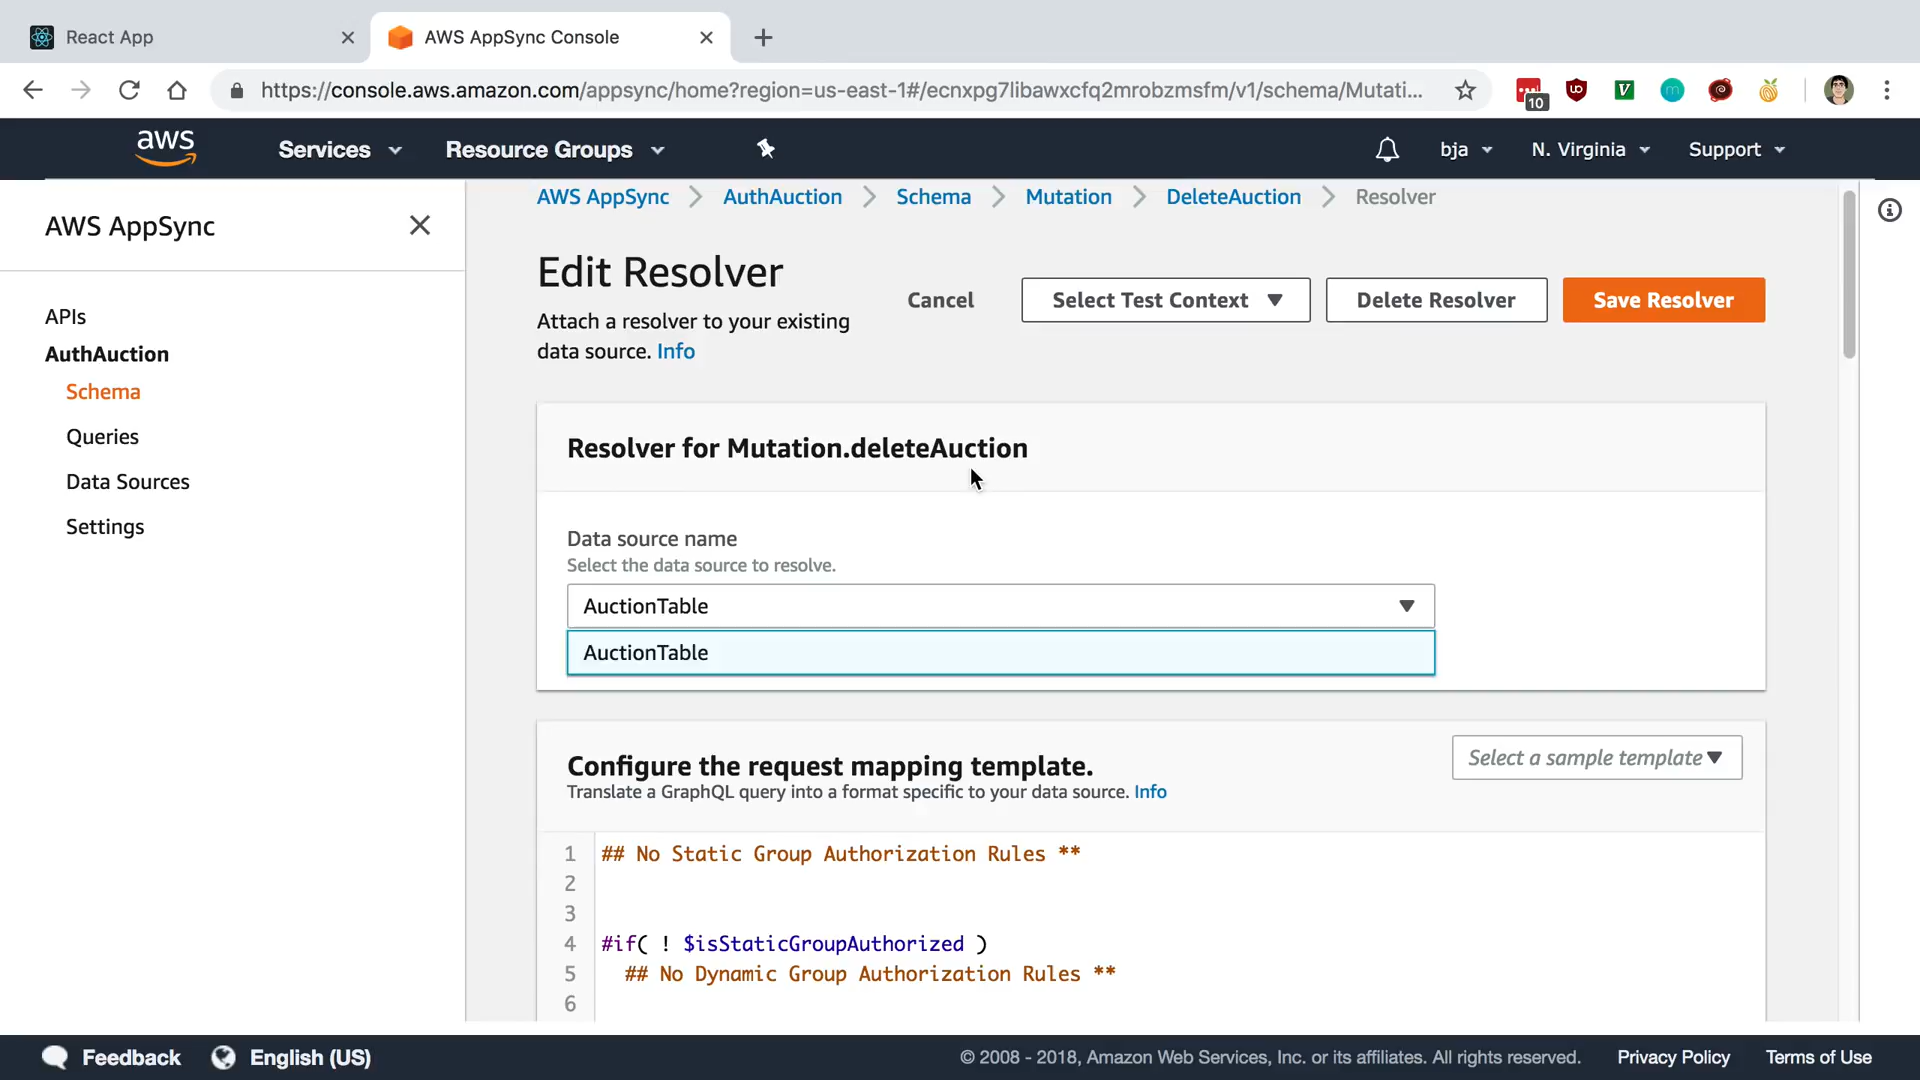 React App
AWS AppSync Console
https://console.aws.amazon.com/appsync/home?region=us-east-1#/ecnxpg7libawxcfq2mrobzmsfm/v1/schema/Mutati...
10
aws
Services
Resource Groups
bja
N. Virginia
Support
AWS AppSync
APIs
AuthAuction
Schema
Queries
Data Sources
Settings
AWS AppSync > AuthAuction > Schema > Mutation > DeleteAuction > Resolver
Edit Resolver
Attach a resolver to your existing
data source. Info
Cancel
Select Test Context
Delete Resolver
Save Resolver
Resolver for Mutation.deleteAuction
Data source name
Select the data source to resolve.
AuctionTable
AuctionTable
Configure the request mapping template.
Translate a GraphQL query into a format specific to your data source. Info
Select a sample template
1 ## No Static Group Authorization Rules **
2
3
4 #if( ! $isStaticGroupAuthorized )
5 ## No Dynamic Group Authorization Rules **
6
Feedback
English (US)
© 2008 - 2018, Amazon Web Services, Inc. or its affiliates. All rights reserved.
Privacy Policy
Terms of Use